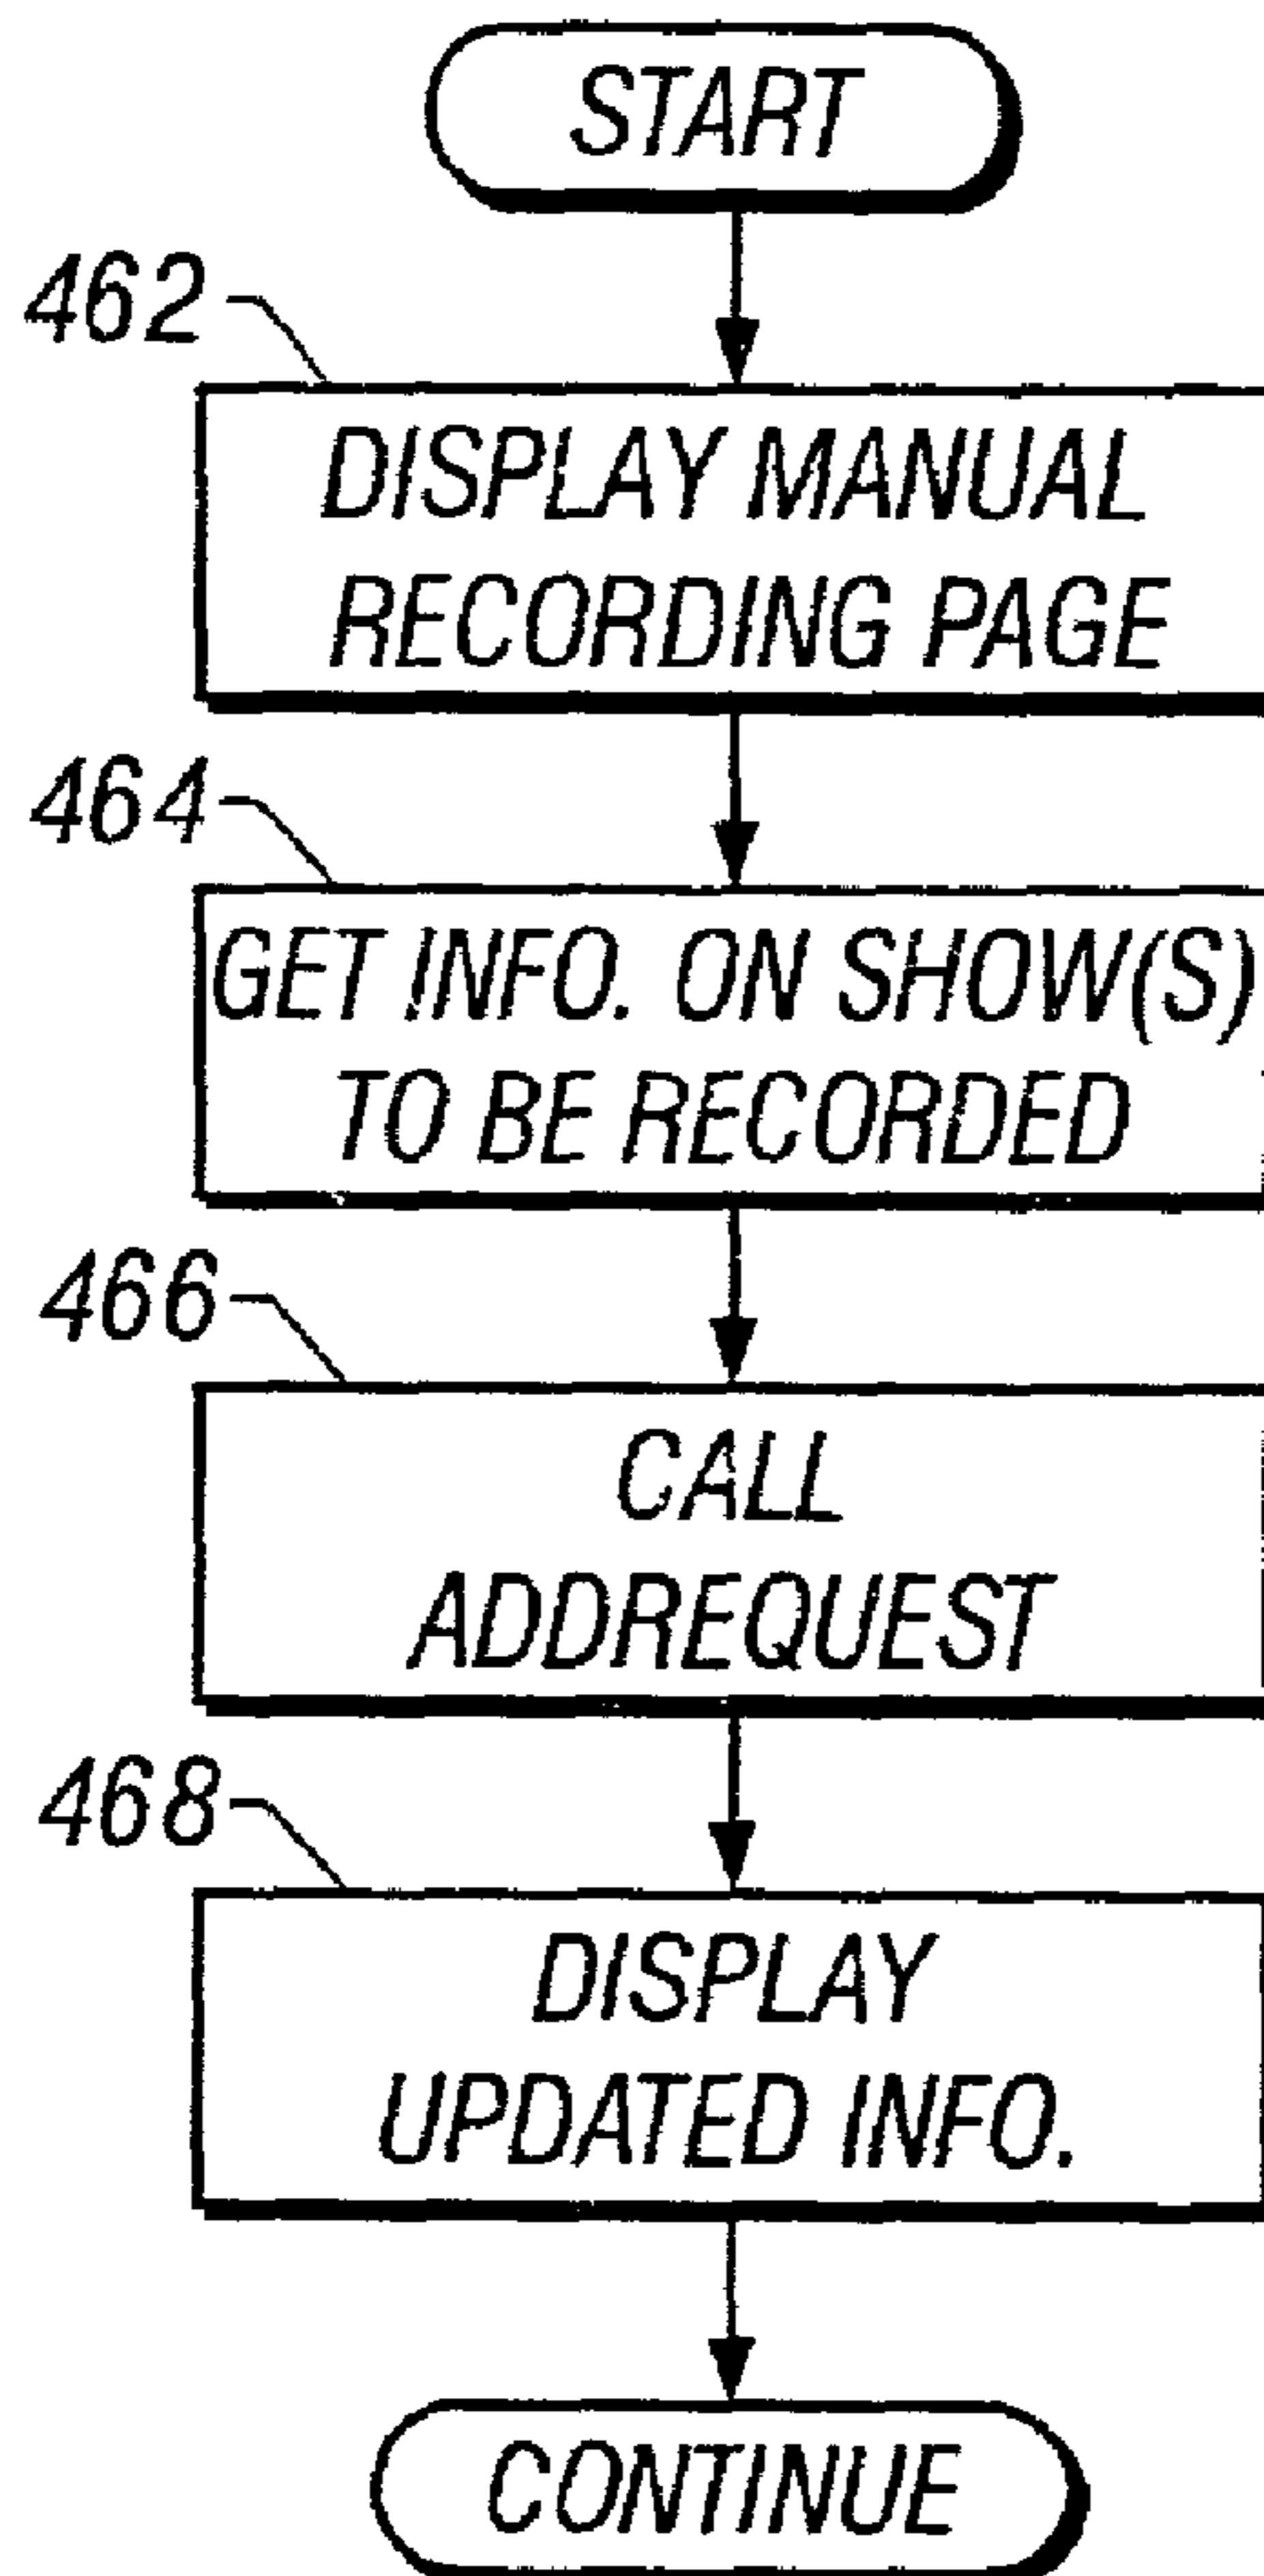 START
462
DISPLAY MANUAL
RECORDING PAGE
464
GET INFO. ON SHOW(S)
TO BE RECORDED
466
CALL
ADDREQUEST
468
DISPLAY
UPDATED INFO.
CONTINUE